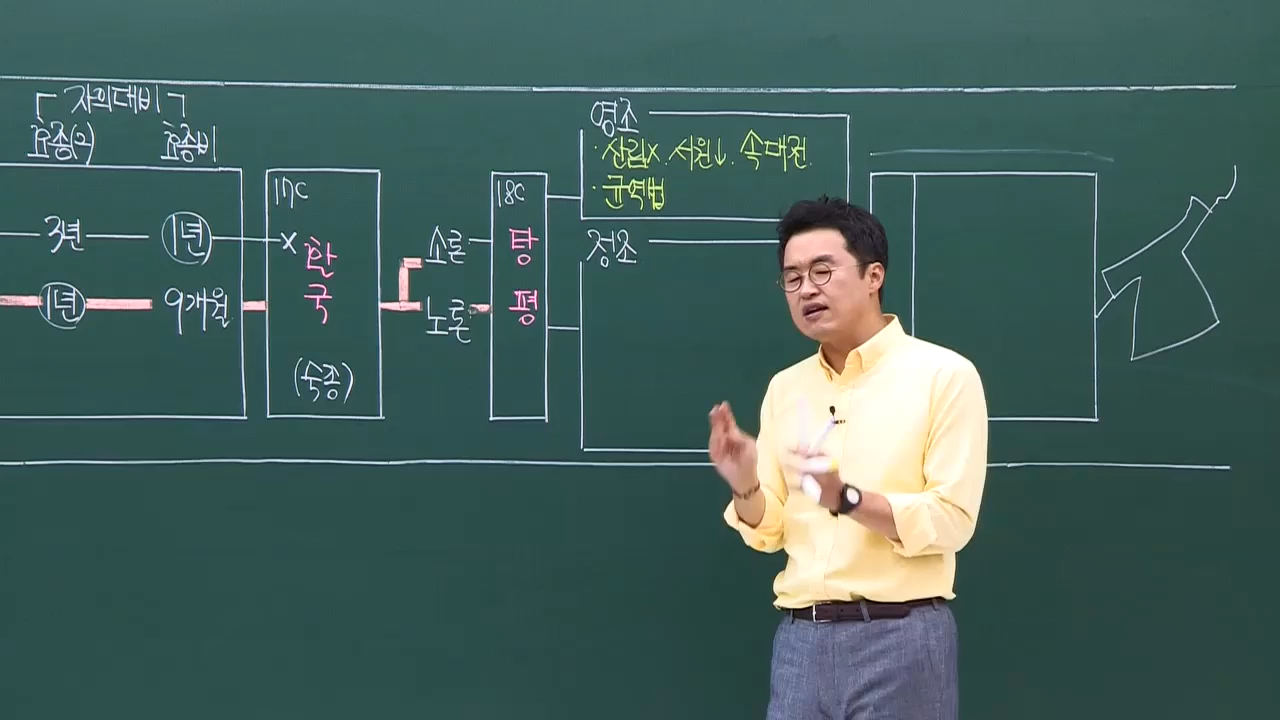 자의대비
효종(오) 효종비
3년 1년
1년 9개월
17C
×
환국
(숙종)
소론
노론
18C
탕평
영조
· 산림×. 서원↓. 속대전
· 균역법
정조